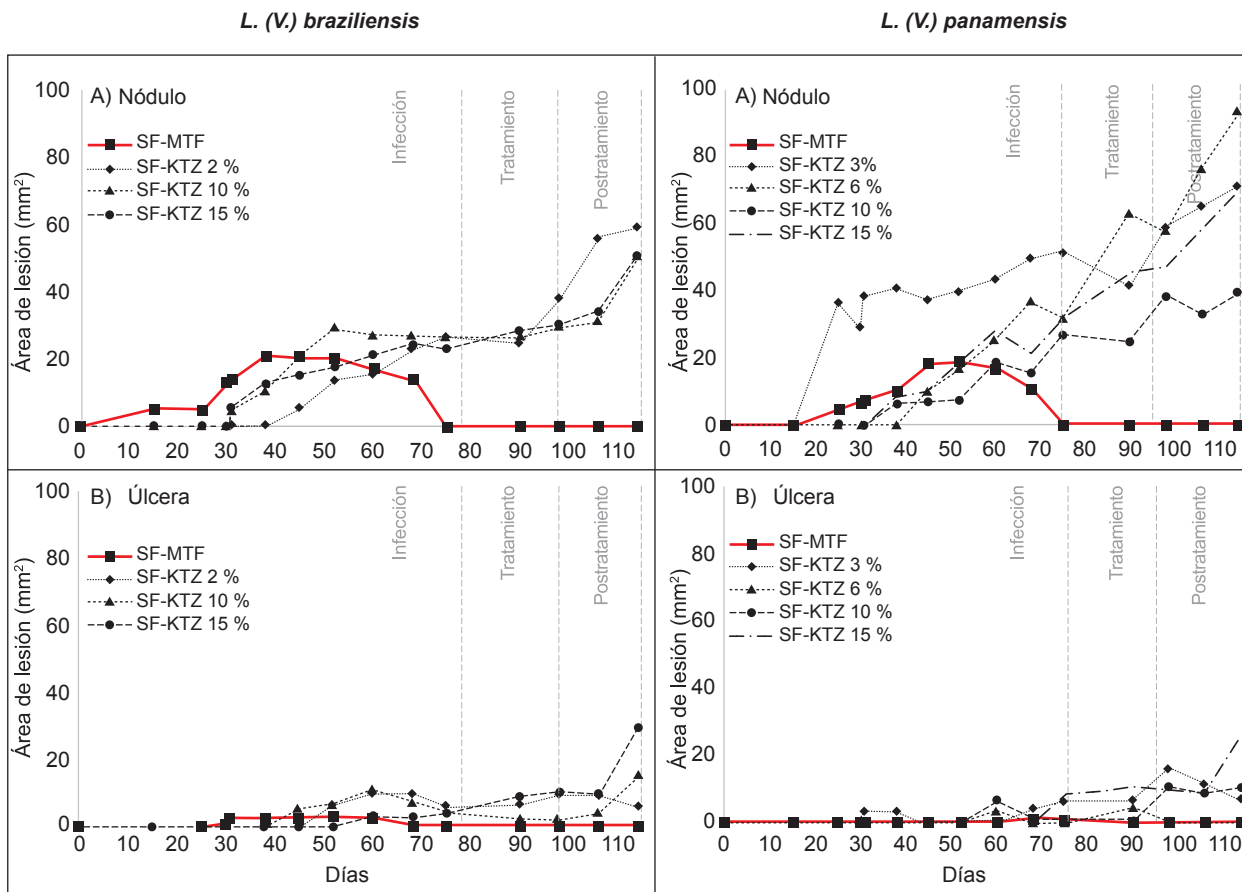 L. (V.) braziliensis
L. (V.) panamensis
A) Nódulo
SF-MTF
SF-KTZ 2 %
SF-KTZ 10 %
SF-KTZ 15 %
Infección
Tratamiento
Postratamiento
Área de lesión (mm²)
100
80
60
40
20
0
0 10 20 30 40 50 60 70 80 90 100 110
A) Nódulo
SF-MTF
SF-KTZ 3%
SF-KTZ 6 %
SF-KTZ 10 %
SF-KTZ 15 %
Infección
Tratamiento
Postratamiento
Área de lesión (mm²)
100
80
60
40
20
0
0 10 20 30 40 50 60 70 80 90 100 110
B) Úlcera
SF-MTF
SF-KTZ 2 %
SF-KTZ 10 %
SF-KTZ 15 %
Infección
Tratamiento
Postratamiento
Área de lesión (mm²)
100
80
60
40
20
0
0 10 20 30 40 50 60 70 80 90 100 110
Días
B) Úlcera
SF-MTF
SF-KTZ 3 %
SF-KTZ 6 %
SF-KTZ 10 %
SF-KTZ 15 %
Infección
Tratamiento
Postratamiento
Área de lesión (mm²)
100
80
60
40
20
0
0 10 20 30 40 50 60 70 80 90 100 110
Días